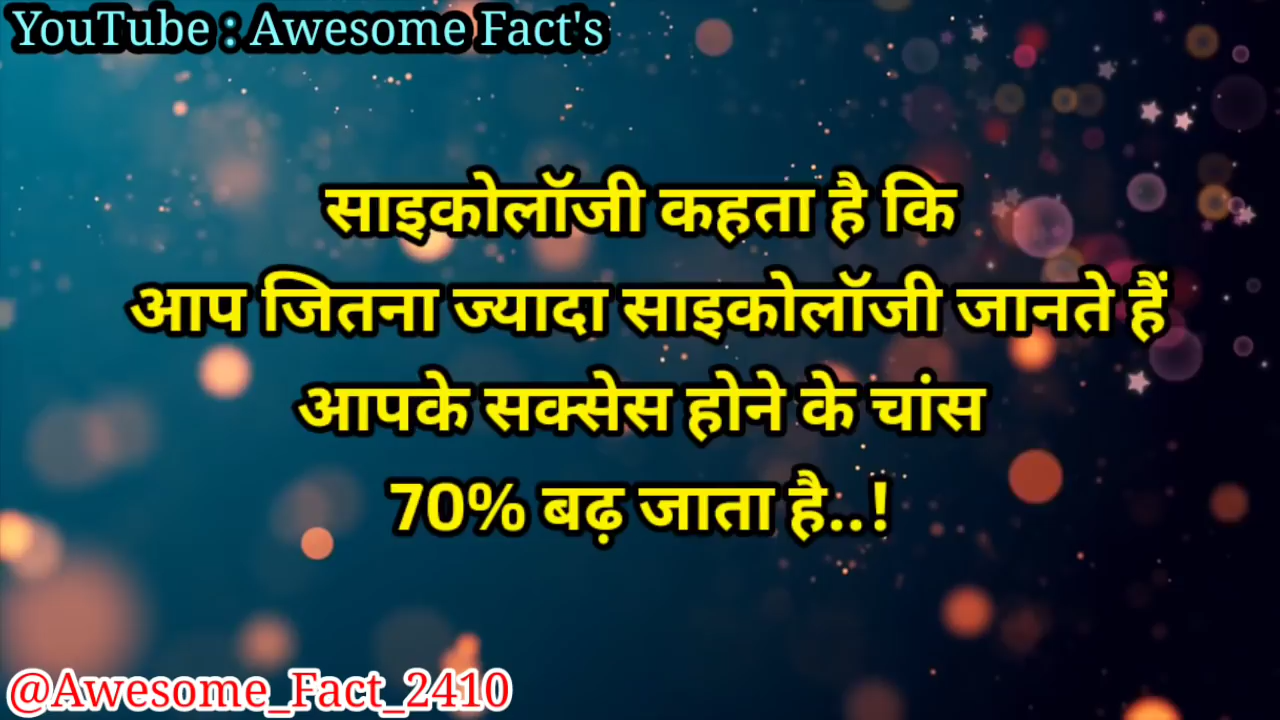 YouTube : Awesome Fact's
साइकोलॉजी कहता है कि
आप जितना ज्यादा साइकोलॉजी जानते हैं
आपके सक्सेस होने के चांस
70% बढ़ जाता है..!
@Awesome_Fact_2410